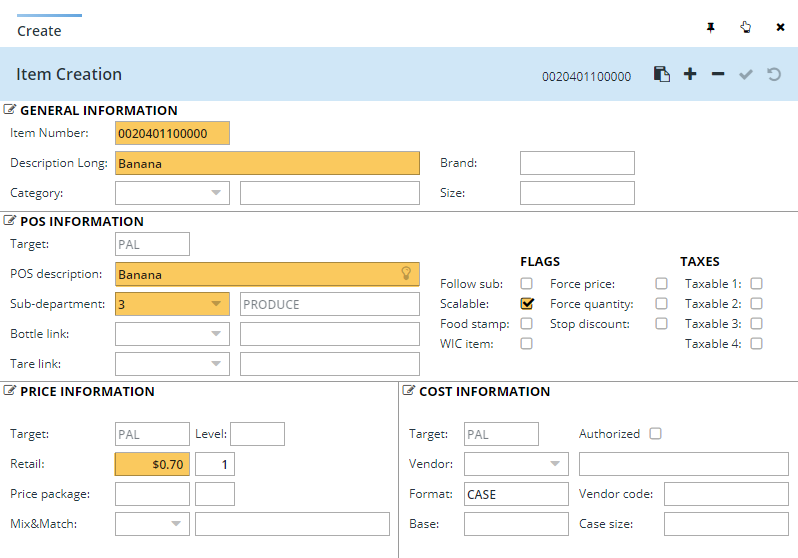 Create
Item Creation 0020401100000
GENERAL INFORMATION
Item Number: 0020401100000
Description Long: Banana Brand:
Category: Size:
POS INFORMATION
Target: PAL
FLAGS TAXES
POS description: Banana
Follow sub: Force price: Taxable 1:
Sub-department: 3 PRODUCE Scalable: Force quantity: Taxable 2:
Food stamp: Stop discount: Taxable 3:
Bottle link:
WIC item: Taxable 4:
Tare link:
PRICE INFORMATION COST INFORMATION
Target: PAL Level: Target: PAL Authorized
Retail: $0.70 1 Vendor:
Price package: Format: CASE Vendor code:
Mix&Match: Base: Case size: